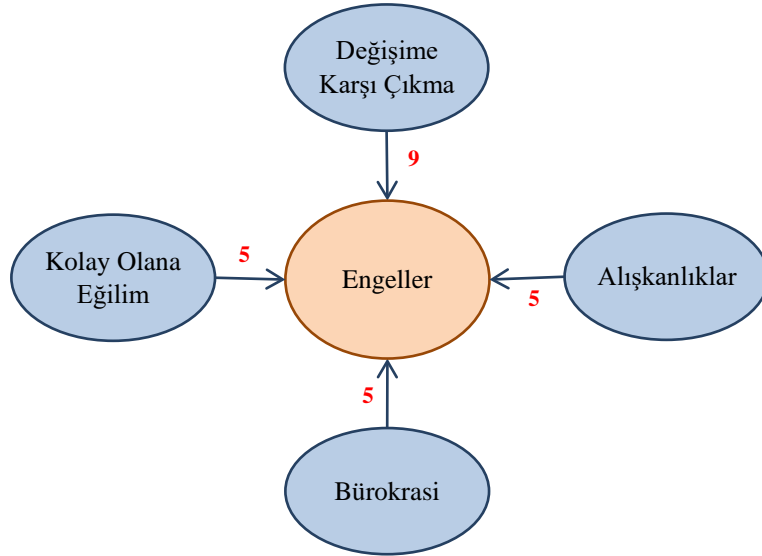 Değişime
Karşı Çıkma
9
Kolay Olana
Eğilim
5
Engeller
5
Alışkanlıklar
5
Bürokrasi